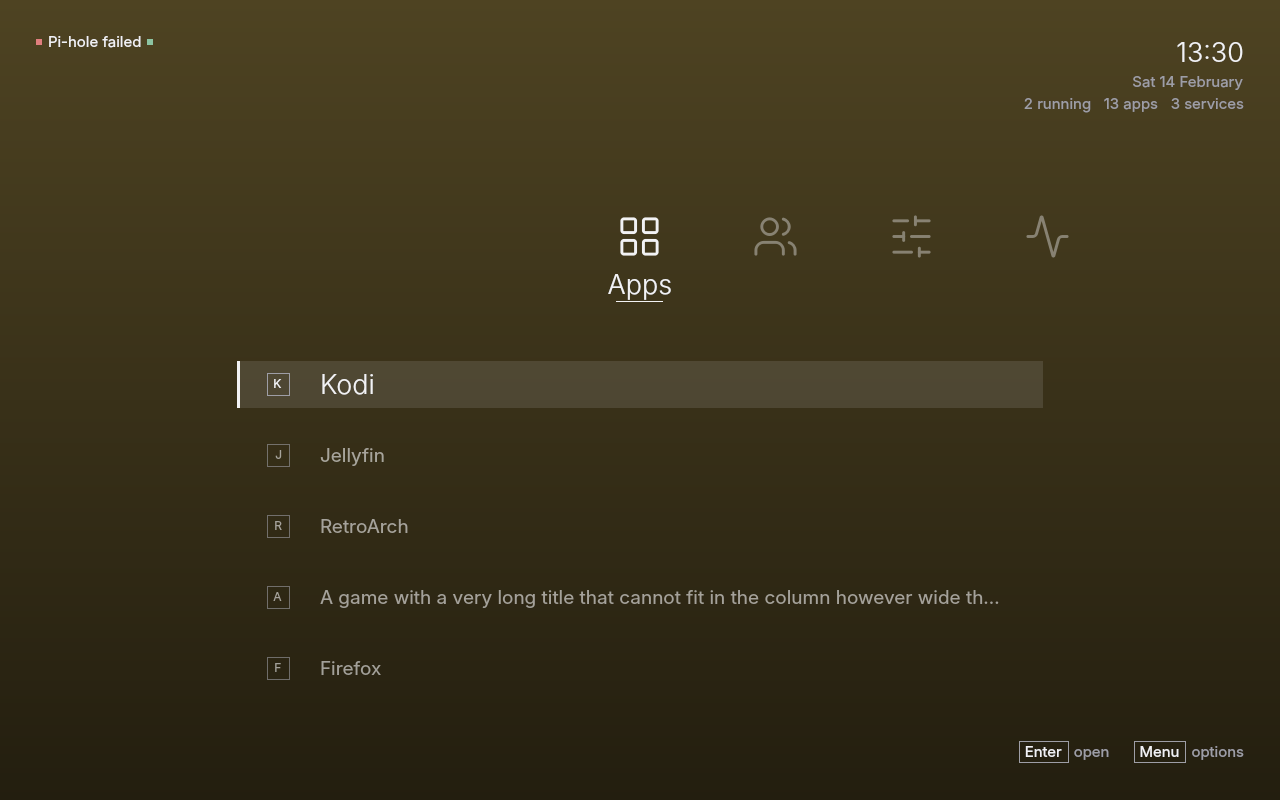 Pi-hole failed
13:30
Sat 14 February
2 running 13 apps 3 services
Apps
K Kodi
J Jellyfin
R RetroArch
A A game with a very long title that cannot fit in the column however wide th...
F Firefox
Enter open Menu options